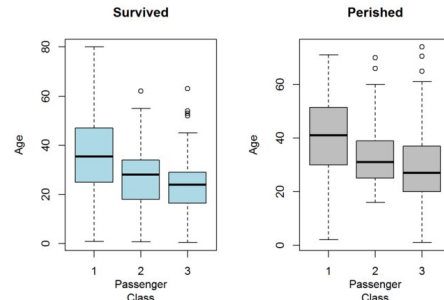 Survived
80
60
40
20
0
Age
1 2 3
Passenger
Class
Perished
60
40
20
0
Age
1 2 3
Passenger
Class